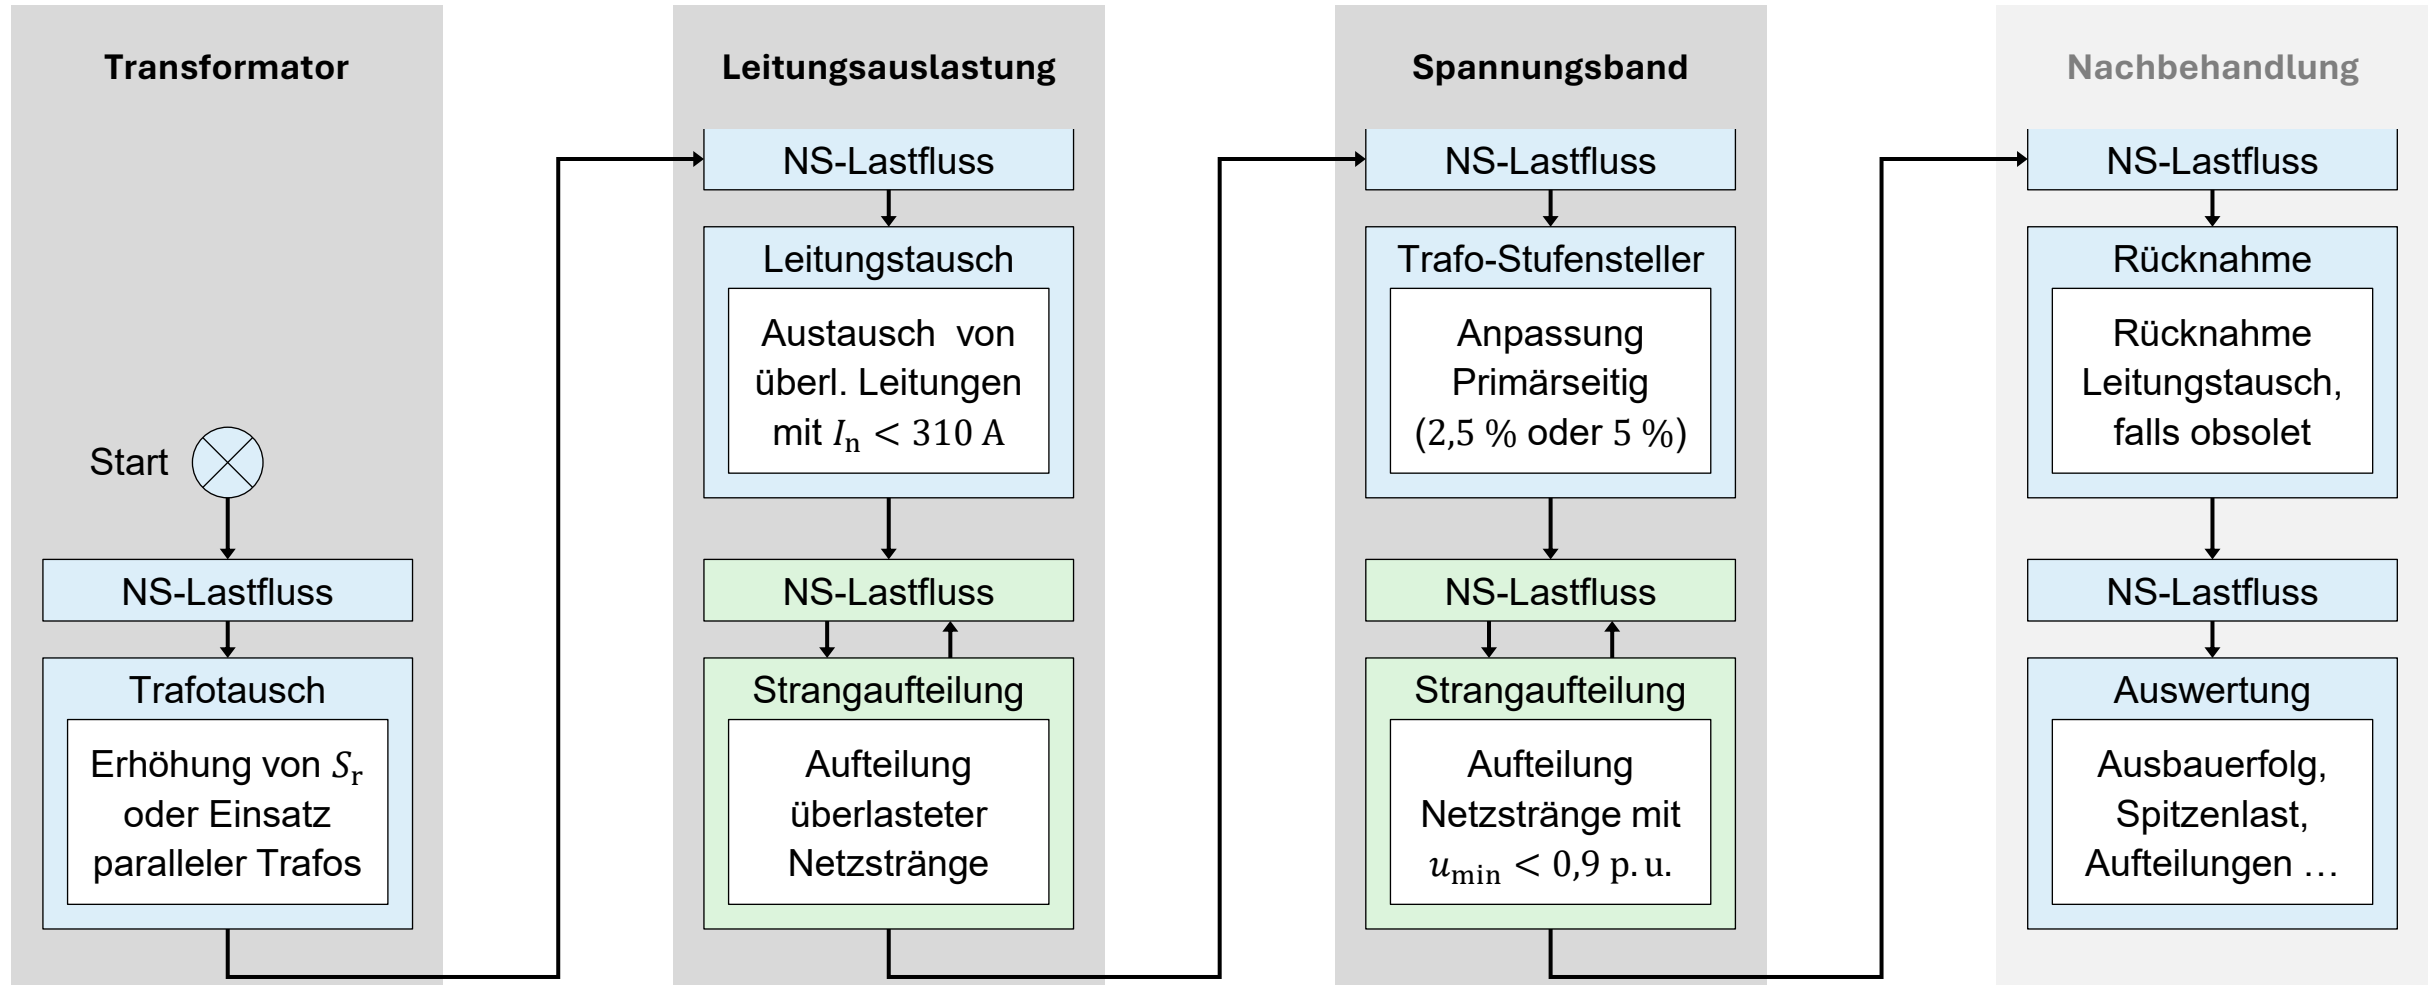 Transformator
Start
NS-Lastfluss
Trafotausch
Erhöhung von S_r
oder Einsatz
paralleler Trafos
Leitungsauslastung
NS-Lastfluss
Leitungstausch
Austausch von
überl. Leitungen
mit I_n < 310 A
NS-Lastfluss
Strangaufteilung
Aufteilung
überlasteter
Netzstränge
Spannungsband
NS-Lastfluss
Trafo-Stufensteller
Anpassung
Primärseitig
(2,5 % oder 5 %)
NS-Lastfluss
Strangaufteilung
Aufteilung
Netzstränge mit
u_min < 0,9 p. u.
Nachbehandlung
NS-Lastfluss
Rücknahme
Rücknahme
Leitungstausch,
falls obsolet
NS-Lastfluss
Auswertung
Ausbauerfolg,
Spitzenlast,
Aufteilungen …